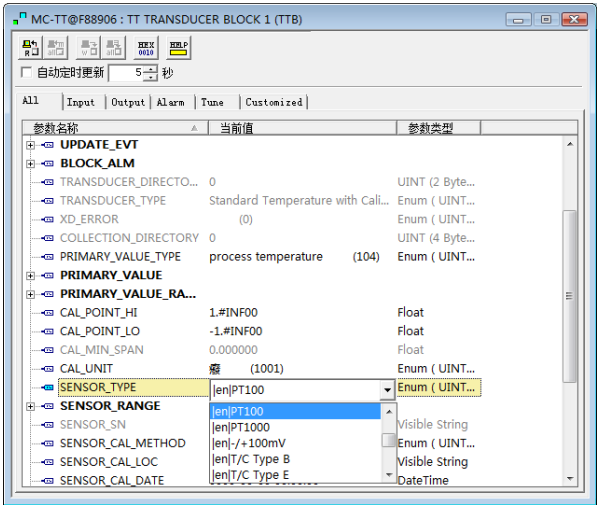 MC-TT@F88906 : TT TRANSDUCER BLOCK 1 (TTB)
HEX 0010 HELP
自动定时更新 5 秒
All Input Output Alarm Tune Customized
参数名称 当前值 参数类型
UPDATE_EVT
BLOCK_ALM
TRANSDUCER_DIRECTO... 0 UINT (2 Byte...
TRANSDUCER_TYPE Standard Temperature with Cali... Enum ( UINT...
XD_ERROR (0) Enum ( UINT...
COLLECTION_DIRECTORY 0 UINT (4 Byte...
PRIMARY_VALUE_TYPE process temperature (104) Enum ( UINT...
PRIMARY_VALUE
PRIMARY_VALUE_RA...
CAL_POINT_HI 1.#INF00 Float
CAL_POINT_LO -1.#INF00 Float
CAL_MIN_SPAN 0.000000 Float
CAL_UNIT (1001) Enum ( UINT...
SENSOR_TYPE |en|PT100 Enum ( UINT...
SENSOR_RANGE |en|PT100
SENSOR_SN |en|PT1000 Visible String
SENSOR_CAL_METHOD |en|-/+100mV Enum ( UINT...
SENSOR_CAL_LOC |en|T/C Type B Visible String
SENSOR_CAL_DATE |en|T/C Type E DateTime